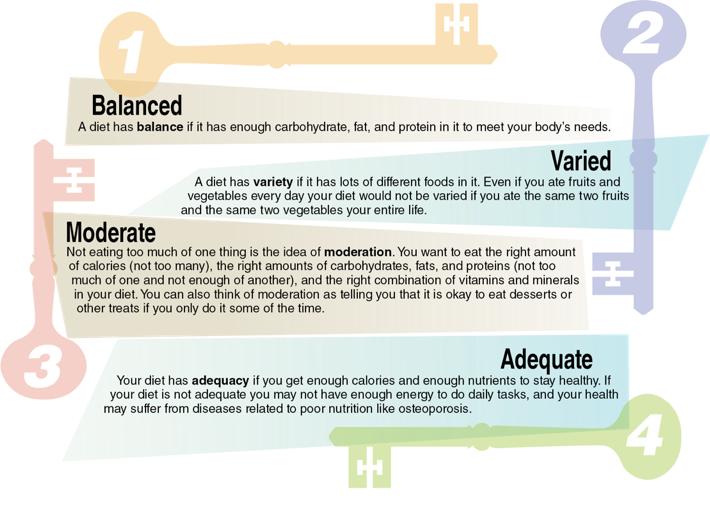 1
2
Balanced
A diet has balance if it has enough carbohydrate, fat, and protein in it to meet your body's needs.
Varied
A diet has variety if it has lots of different foods in it. Even if you ate fruits and
vegetables every day your diet would not be varied if you ate the same two fruits
and the same two vegetables your entire life.
Moderate
Not eating too much of one thing is the idea of moderation. You want to eat the right amount
of calories (not too many), the right amounts of carbohydrates, fats, and proteins (not too
much of one and not enough of another), and the right combination of vitamins and minerals
in your diet. You can also think of moderation as telling you that it is okay to eat desserts or
other treats if you only do it some of the time.
3
Adequate
Your diet has adequacy if you get enough calories and enough nutrients to stay healthy. If
your diet is not adequate you may not have enough energy to do daily tasks, and your health
may suffer from diseases related to poor nutrition like osteoporosis.
4